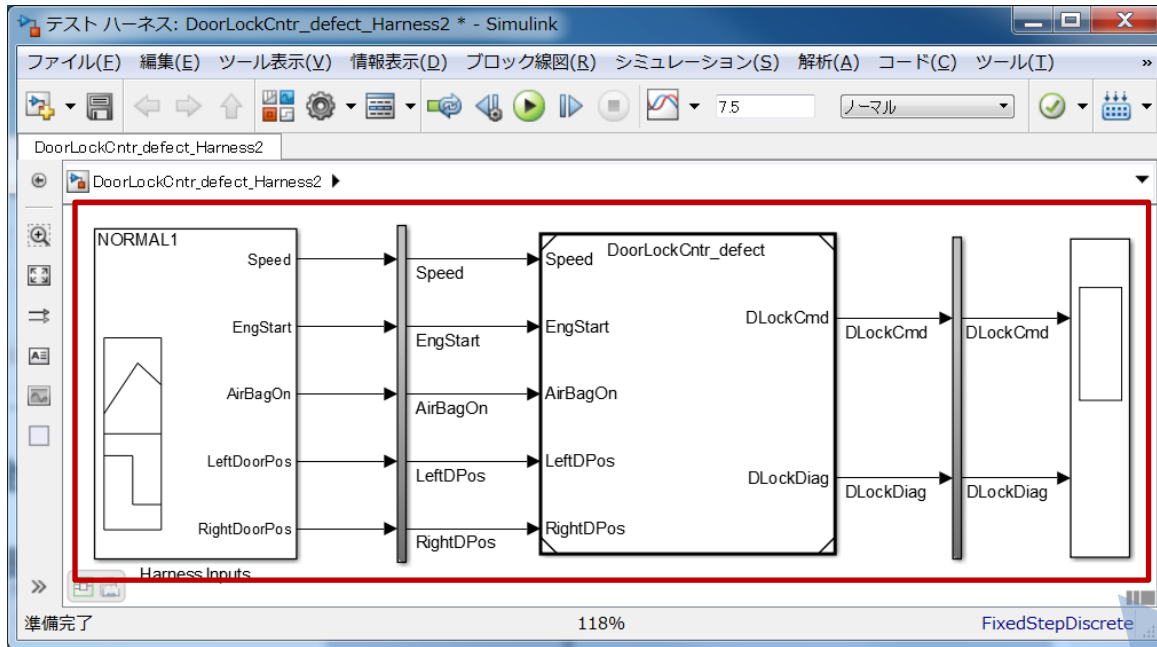 テスト ハーネス: DoorLockCntr_defect_Harness2 * - Simulink
ファイル(F) 編集(E) ツール表示(V) 情報表示(D) ブロック線図(R) シミュレーション(S) 解析(A) コード(C) ツール(T) »
7.5 ノーマル
DoorLockCntr_defect_Harness2
DoorLockCntr_defect_Harness2
NORMAL1
DoorLockCntr_defect
Speed
Speed
Speed
EngStart
EngStart
EngStart
DLockCmd
DLockCmd
DLockCmd
AirBagOn
AirBagOn
AirBagOn
LeftDoorPos
LeftDPos
LeftDPos
DLockDiag
DLockDiag
DLockDiag
RightDoorPos
RightDPos
RightDPos
Harness Inputs
準備完了 118% FixedStepDiscrete